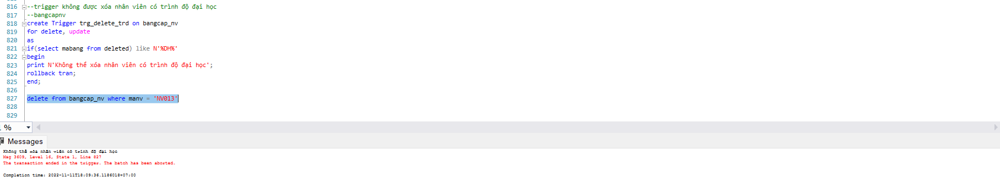 816 --trigger không được xóa nhân viên có trình độ đại học
817 --bangcapnv
818 create Trigger trg_delete_trd on bangcap_nv
819 for delete, update
820 as
821 if(select mabang from deleted) like N'%DH%'
822 begin
823 print N'Không thể xóa nhân viên có trình độ đại học';
824 rollback tran;
825 end;
826
827 delete from bangcap_nv where manv = 'NV013'
828
829
%
Messages
Không thể xóa nhân viên có trình độ đại học
Msg 3609, Level 16, State 1, Line 827
The transaction ended in the trigger. The batch has been aborted.
Completion time: 2022-11-11T18:09:36.1186018+07:00